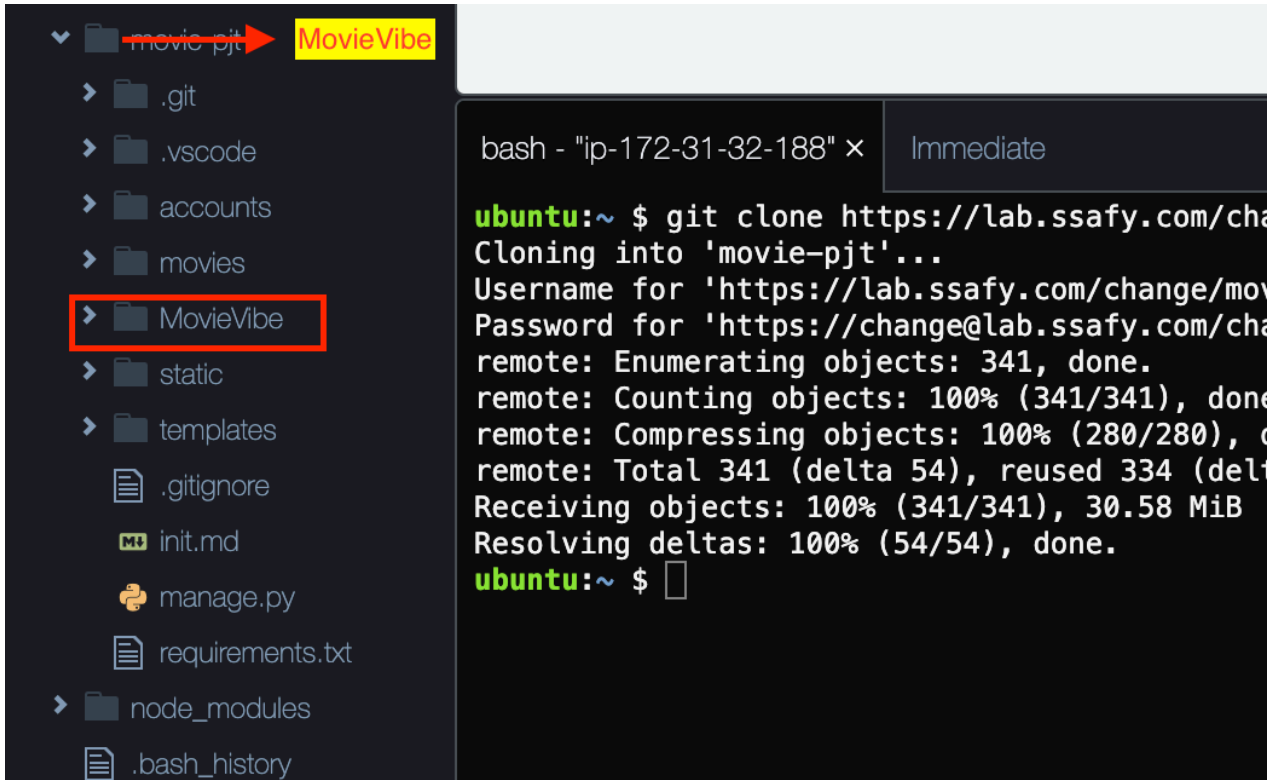 movie-pjt MovieVibe
.git
.vscode
accounts
movies
MovieVibe
static
templates
.gitignore
init.md
manage.py
requirements.txt
node_modules
.bash_history
bash - "ip-172-31-32-188" × Immediate
ubuntu:~ $ git clone https://lab.ssafy.com/cha
Cloning into 'movie-pjt'...
Username for 'https://lab.ssafy.com/change/mov
Password for 'https://change@lab.ssafy.com/cha
remote: Enumerating objects: 341, done.
remote: Counting objects: 100% (341/341), done
remote: Compressing objects: 100% (280/280),
remote: Total 341 (delta 54), reused 334 (delt
Receiving objects: 100% (341/341), 30.58 MiB
Resolving deltas: 100% (54/54), done.
ubuntu:~ $